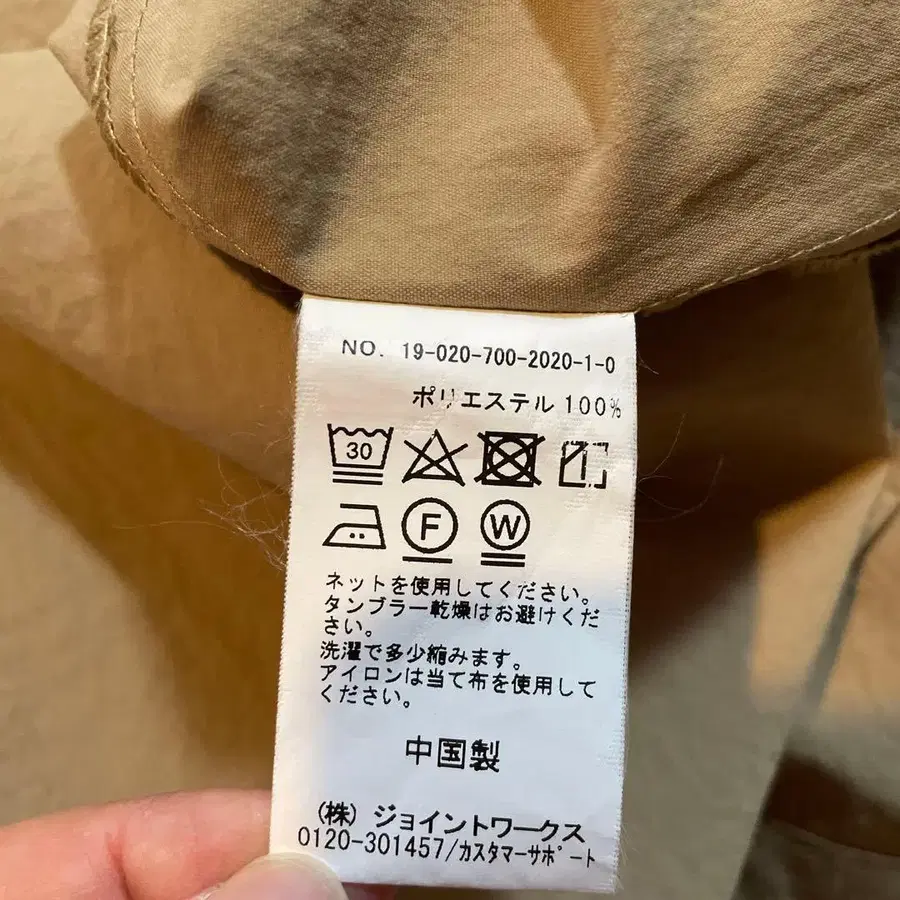 NO. 19-020-700-2020-1-0
ポリエステル 100%
30
F W
ネットを使用してください。
タンブラー乾燥はお避けくだ
さい。
洗濯で多少縮みます。
アイロンは当て布を使用して
ください。
中国製
(株) ジョイントワークス
0120-301457/カスタマーサポート